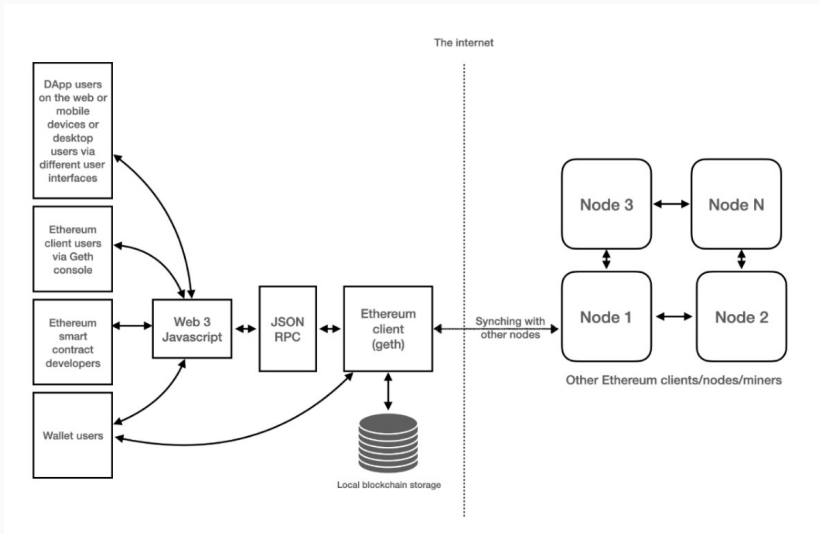 The internet
DApp users
on the web or
mobile
devices or
desktop
users via
different user
interfaces
Ethereum
client users
via Geth
console
Ethereum
smart
contract
developers
Wallet users
Web 3
Javascript
JSON
RPC
Ethereum
client
(geth)
Local blockchain storage
Synching with
other nodes
Node 3
Node N
Node 1
Node 2
Other Ethereum clients/nodes/miners